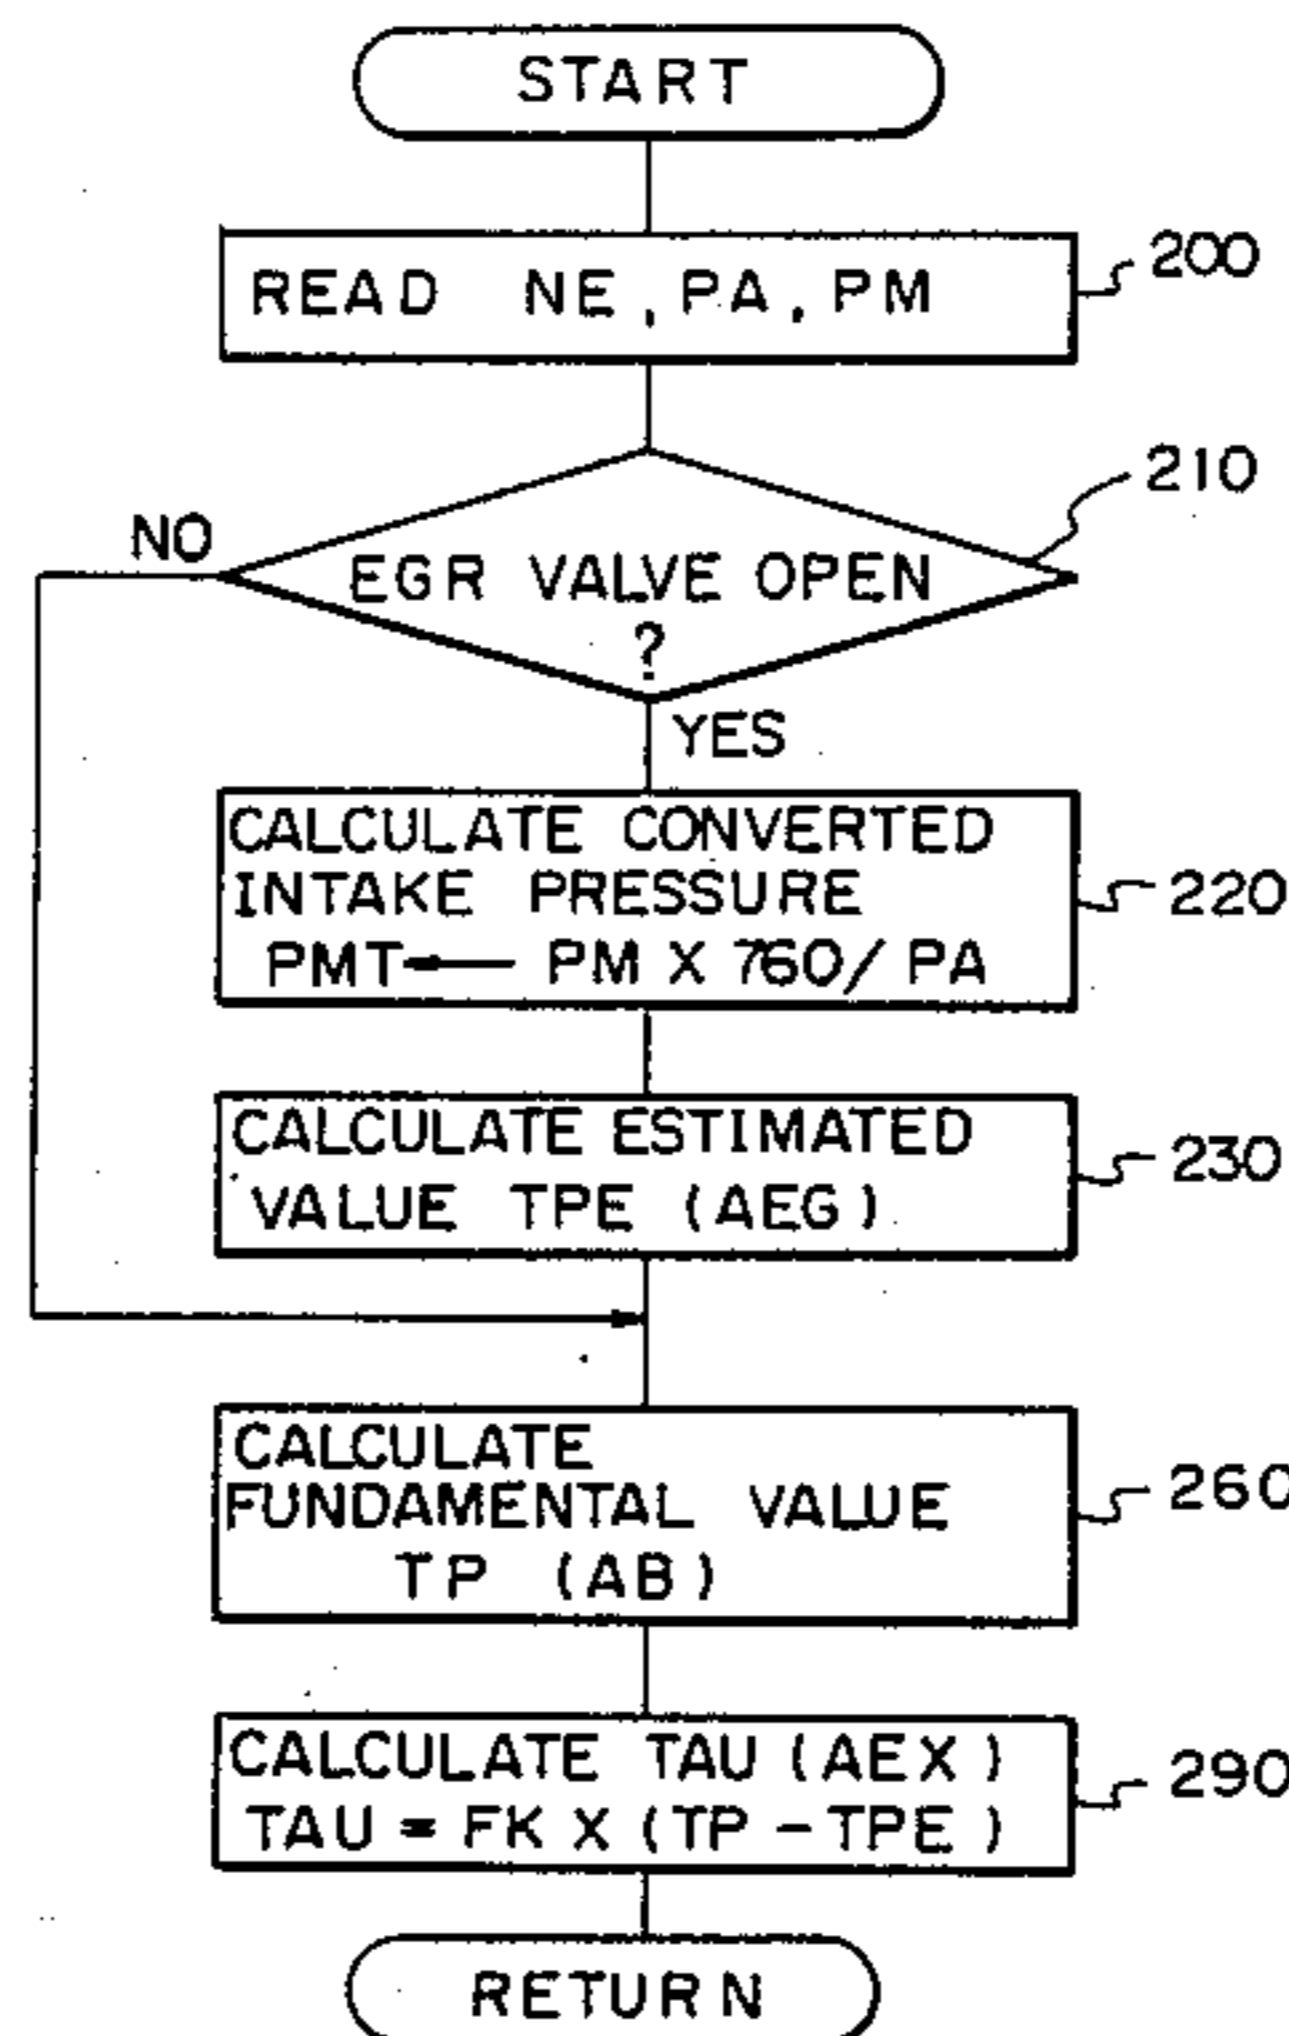 START
READ NE, PA, PM
200
210
NO
EGR VALVE OPEN
?
YES
CALCULATE CONVERTED
INTAKE PRESSURE
PMT ← PM X 760/ PA
220
CALCULATE ESTIMATED
VALUE TPE (AEG)
230
CALCULATE
FUNDAMENTAL VALUE
TP (AB)
260
CALCULATE TAU (AEX)
TAU = FK X (TP - TPE)
290
RETURN